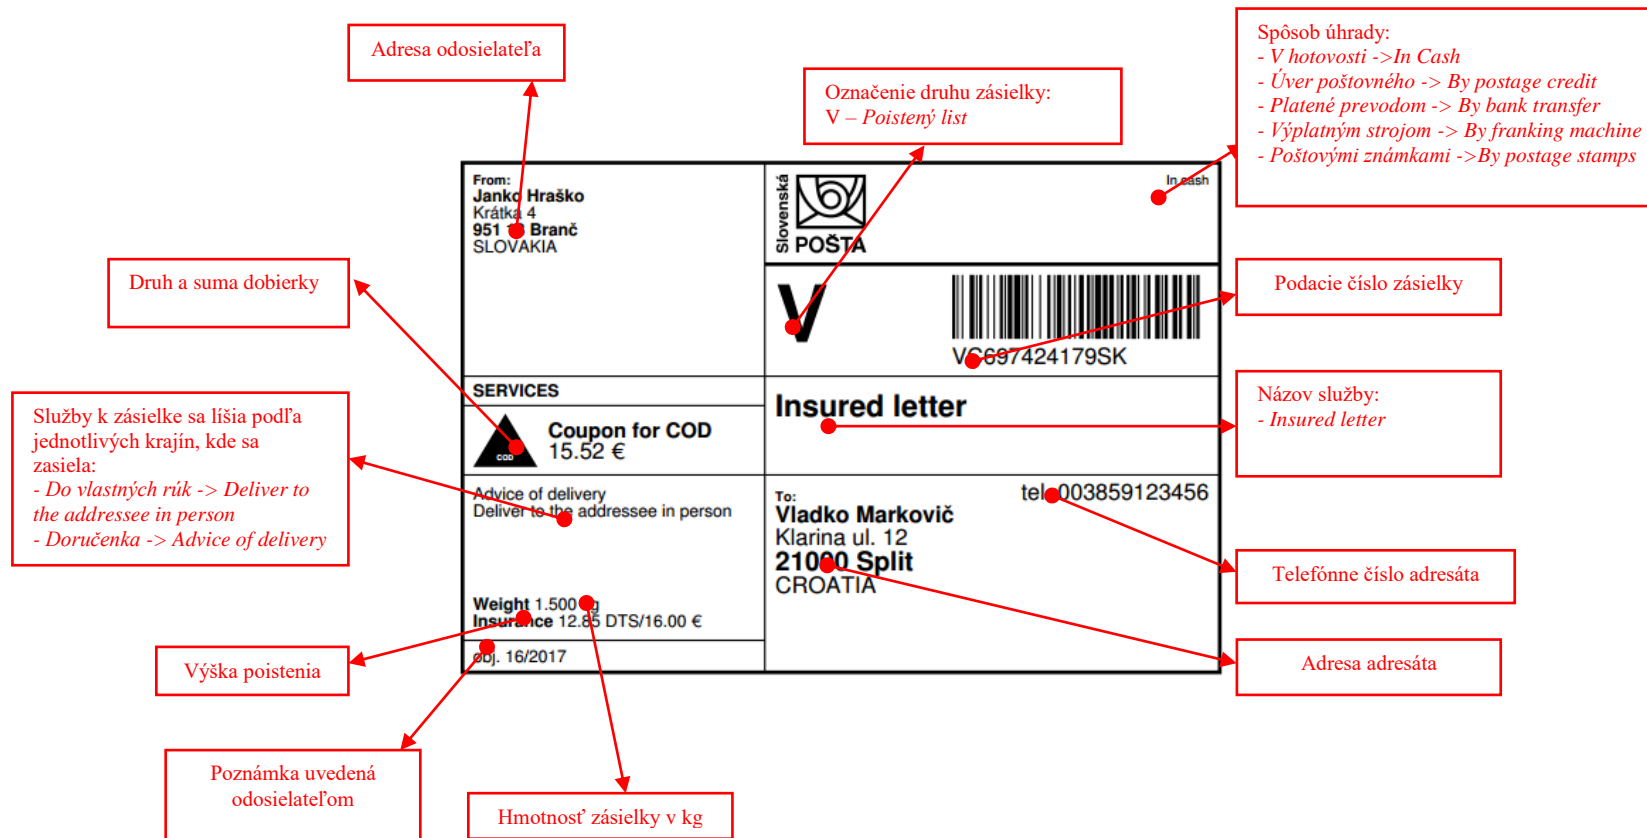 Adresa odosielateľa
Označenie druhu zásielky:
V – Poistený list
Spôsob úhrady:
- V hotovosti ->In Cash
- Úver poštovného -> By postage credit
- Platené prevodom -> By bank transfer
- Výplatným strojom -> By franking machine
- Poštovými známkami ->By postage stamps
From:
Janko Hraško
Krátka 4
951 Branč
SLOVAKIA
Slovenská
POŠTA
In cash
Druh a suma dobierky
V
Podacie číslo zásielky
VC697424179SK
SERVICES
Coupon for COD
15.52 €
COD
Insured letter
Názov služby:
- Insured letter
Služby k zásielke sa líšia podľa
jednotlivých krajín, kde sa
zasiela:
- Do vlastných rúk -> Deliver to
the addressee in person
- Doručenka -> Advice of delivery
Advice of delivery
Deliver to the addressee in person
tel. 003859123456
To:
Vladko Markovič
Klarina ul. 12
21000 Split
CROATIA
Telefónne číslo adresáta
Weight 1.500 kg
Insurance 12.85 DTS/16.00 €
obj. 16/2017
Výška poistenia
Adresa adresáta
Poznámka uvedená
odosielateľom
Hmotnosť zásielky v kg